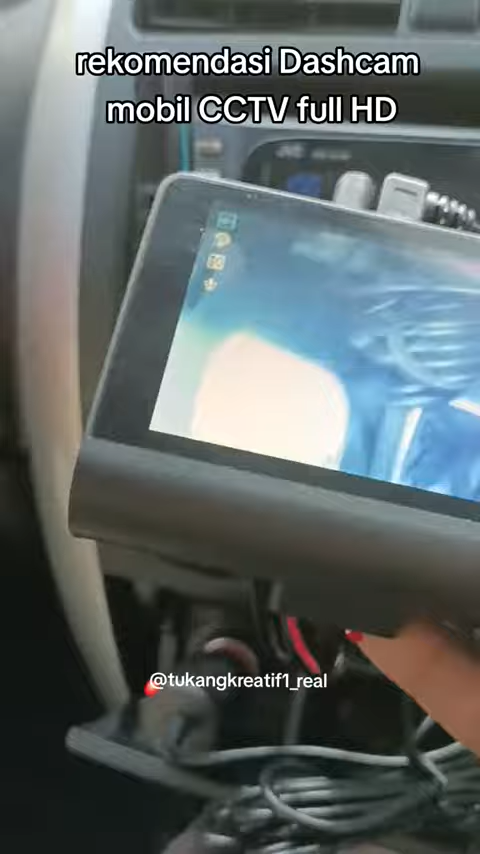 rekomendasi Dashcam
mobil CCTV full HD
@tukangkreatif1_real